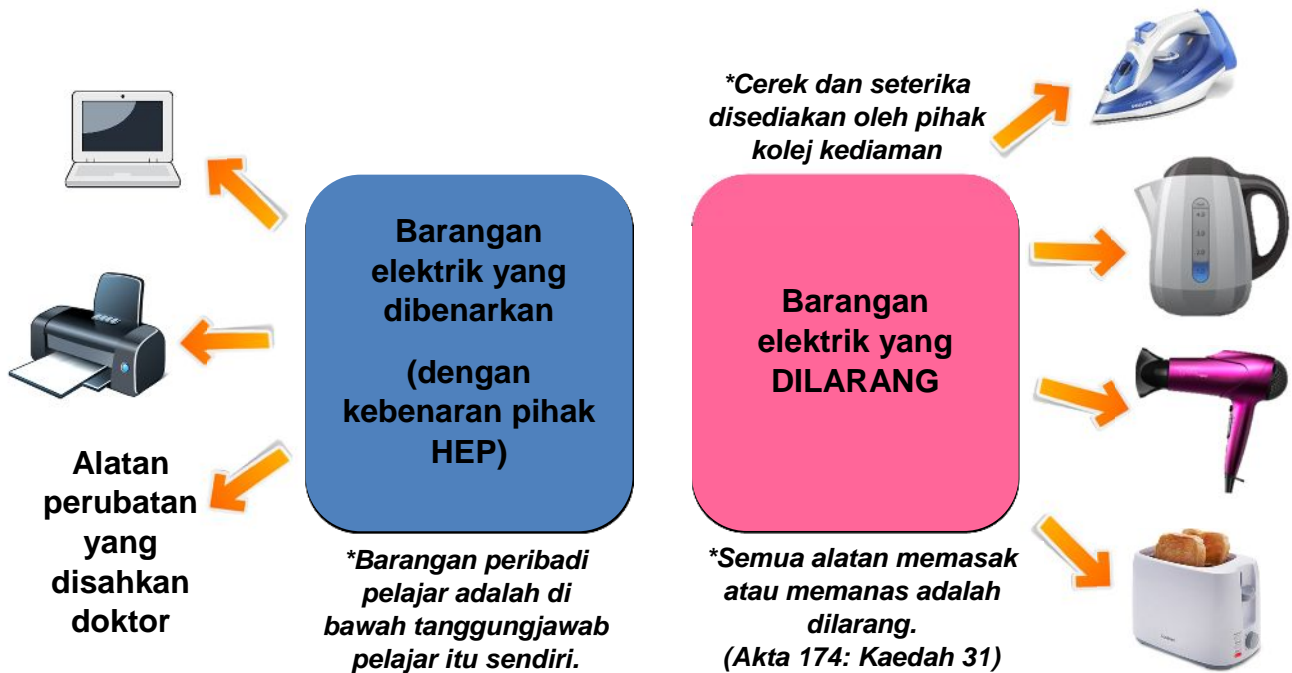 Barangan
elektrik yang
dibenarkan
(dengan
kebenaran pihak
HEP)
Alatan
perubatan
yang
disahkan
doktor
*Barangan peribadi
pelajar adalah di
bawah tanggungjawab
pelajar itu sendiri.
*Cerek dan seterika
disediakan oleh pihak
kolej kediaman
Barangan
elektrik yang
DILARANG
*Semua alatan memasak
atau memanas adalah
dilarang.
(Akta 174: Kaedah 31)